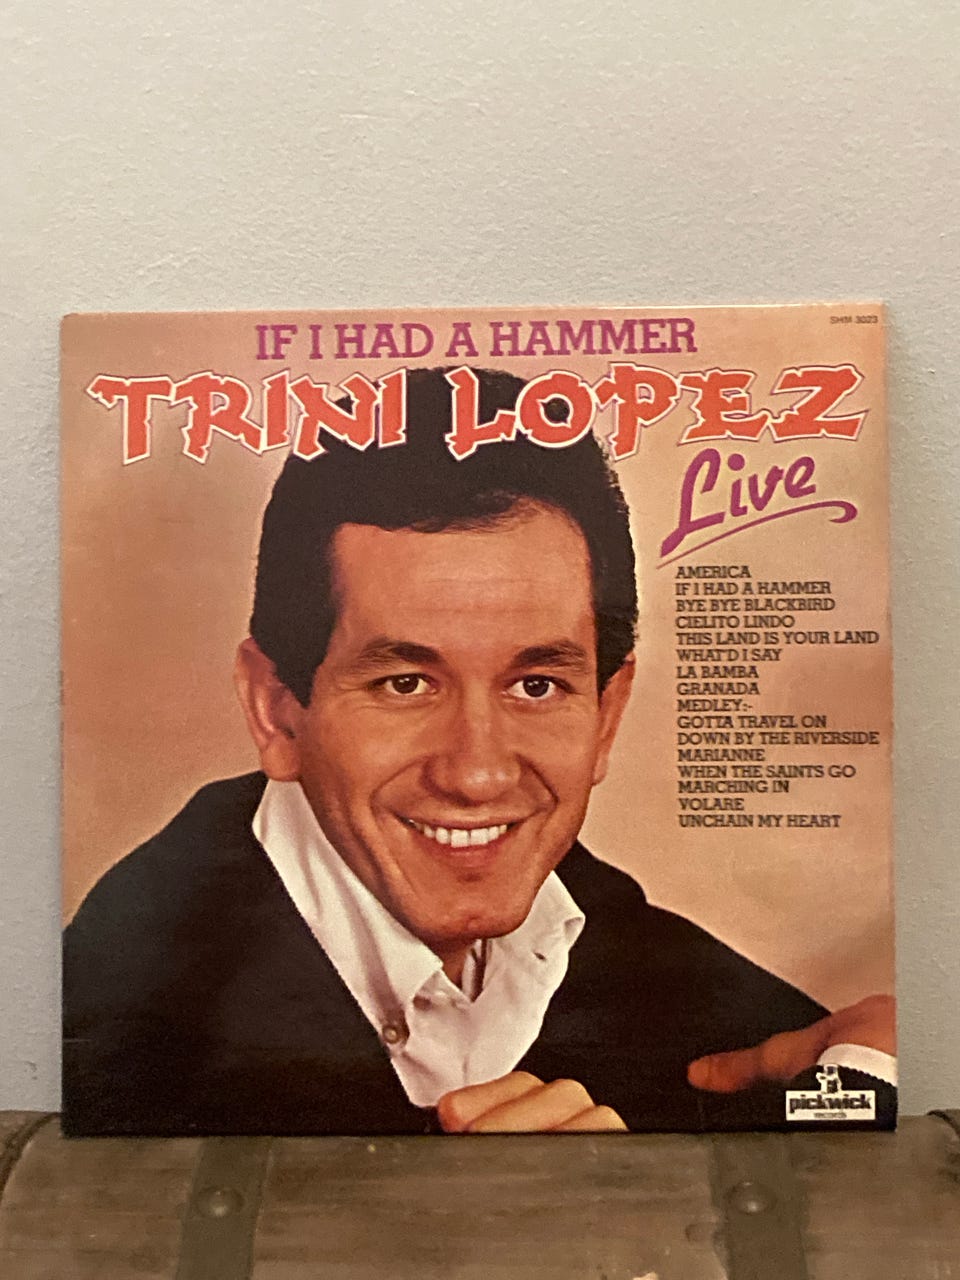 SHM 3023
IF I HAD A HAMMER
TRINI LOPEZ
Live
AMERICA
IF I HAD A HAMMER
BYE BYE BLACKBIRD
CIELITO LINDO
THIS LAND IS YOUR LAND
WHAT'D I SAY
LA BAMBA
GRANADA
MEDLEY:-
GOTTA TRAVEL ON
DOWN BY THE RIVERSIDE
MARIANNE
WHEN THE SAINTS GO
MARCHING IN
VOLARE
UNCHAIN MY HEART
pickwick
records